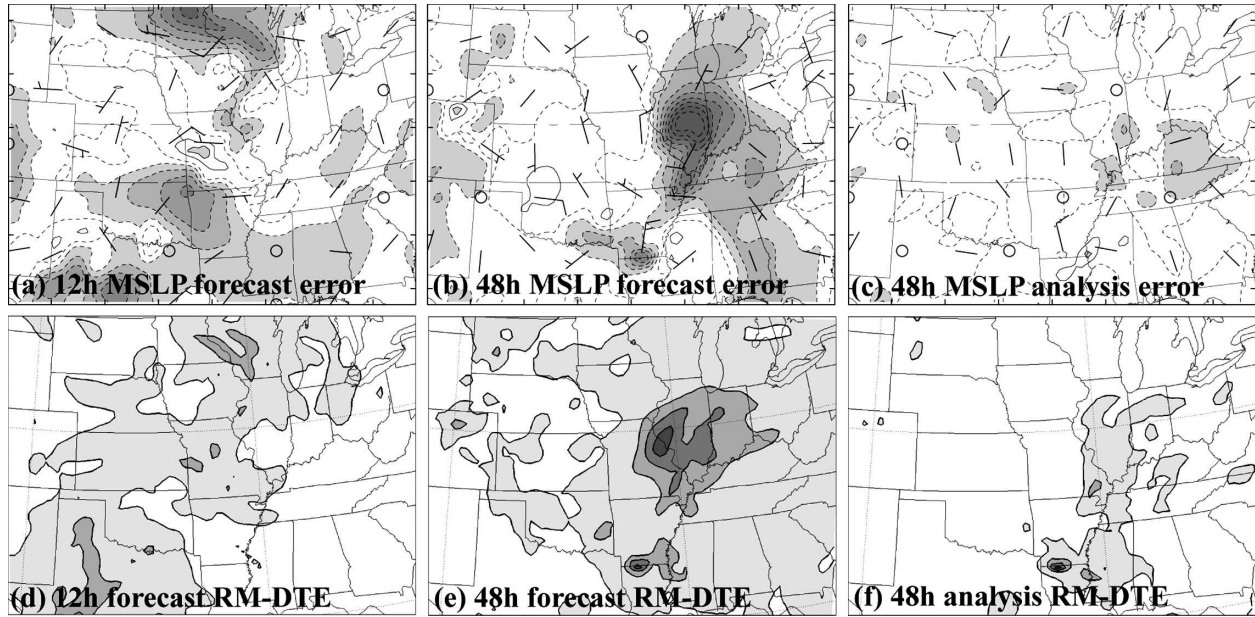 (a) 12h MSLP forecast error
(b) 48h MSLP forecast error
(c) 48h MSLP analysis error
(d) 12h forecast RM-DTE
(e) 48h forecast RM-DTE
(f) 48h analysis RM-DTE